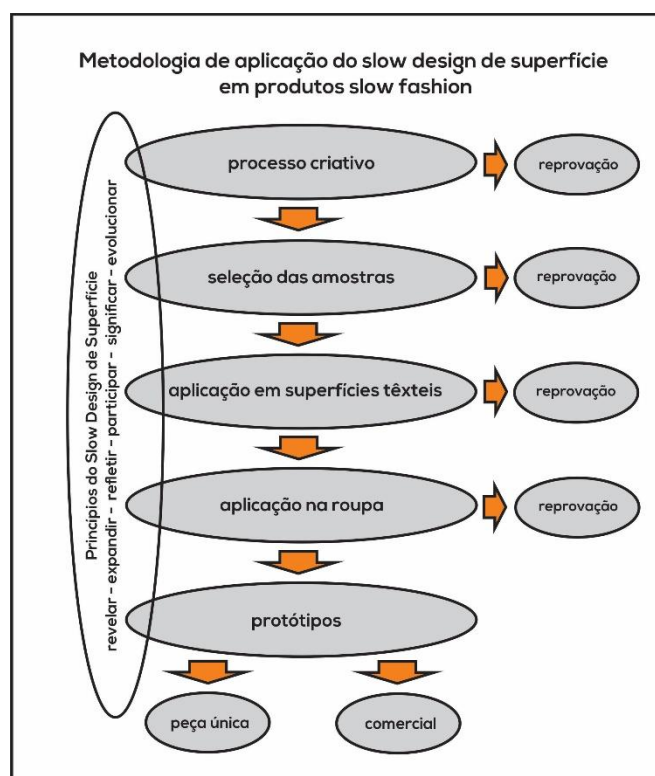 Metodologia de aplicação do slow design de superfície
em produtos slow fashion
Princípios do Slow Design de Superfície
revelar – expandir – refletir – participar – significar – evolucionar
processo criativo
reprovação
seleção das amostras
reprovação
aplicação em superfícies têxteis
reprovação
aplicação na roupa
reprovação
protótipos
peça única
comercial